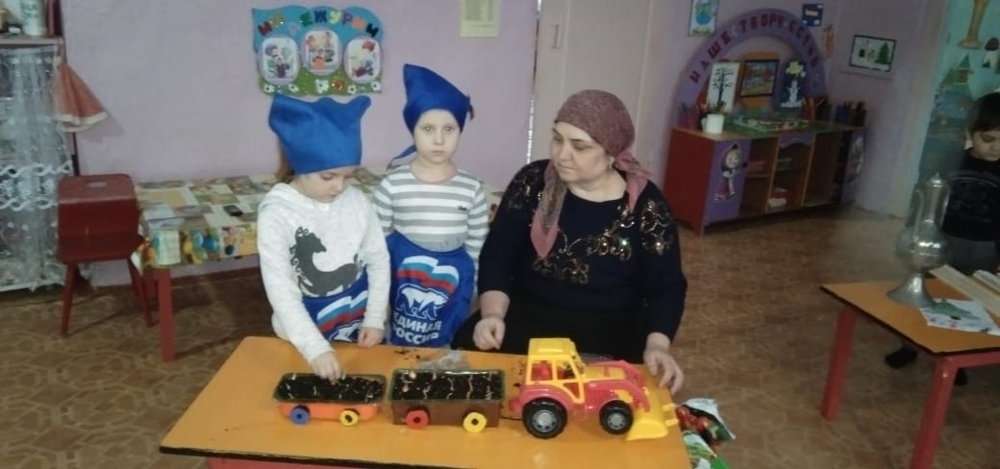 МЫ ДЕЖУРИМ
НАШЕ ТВОРЧЕСТВО
ЕДИНАЯ
РОССИЯ